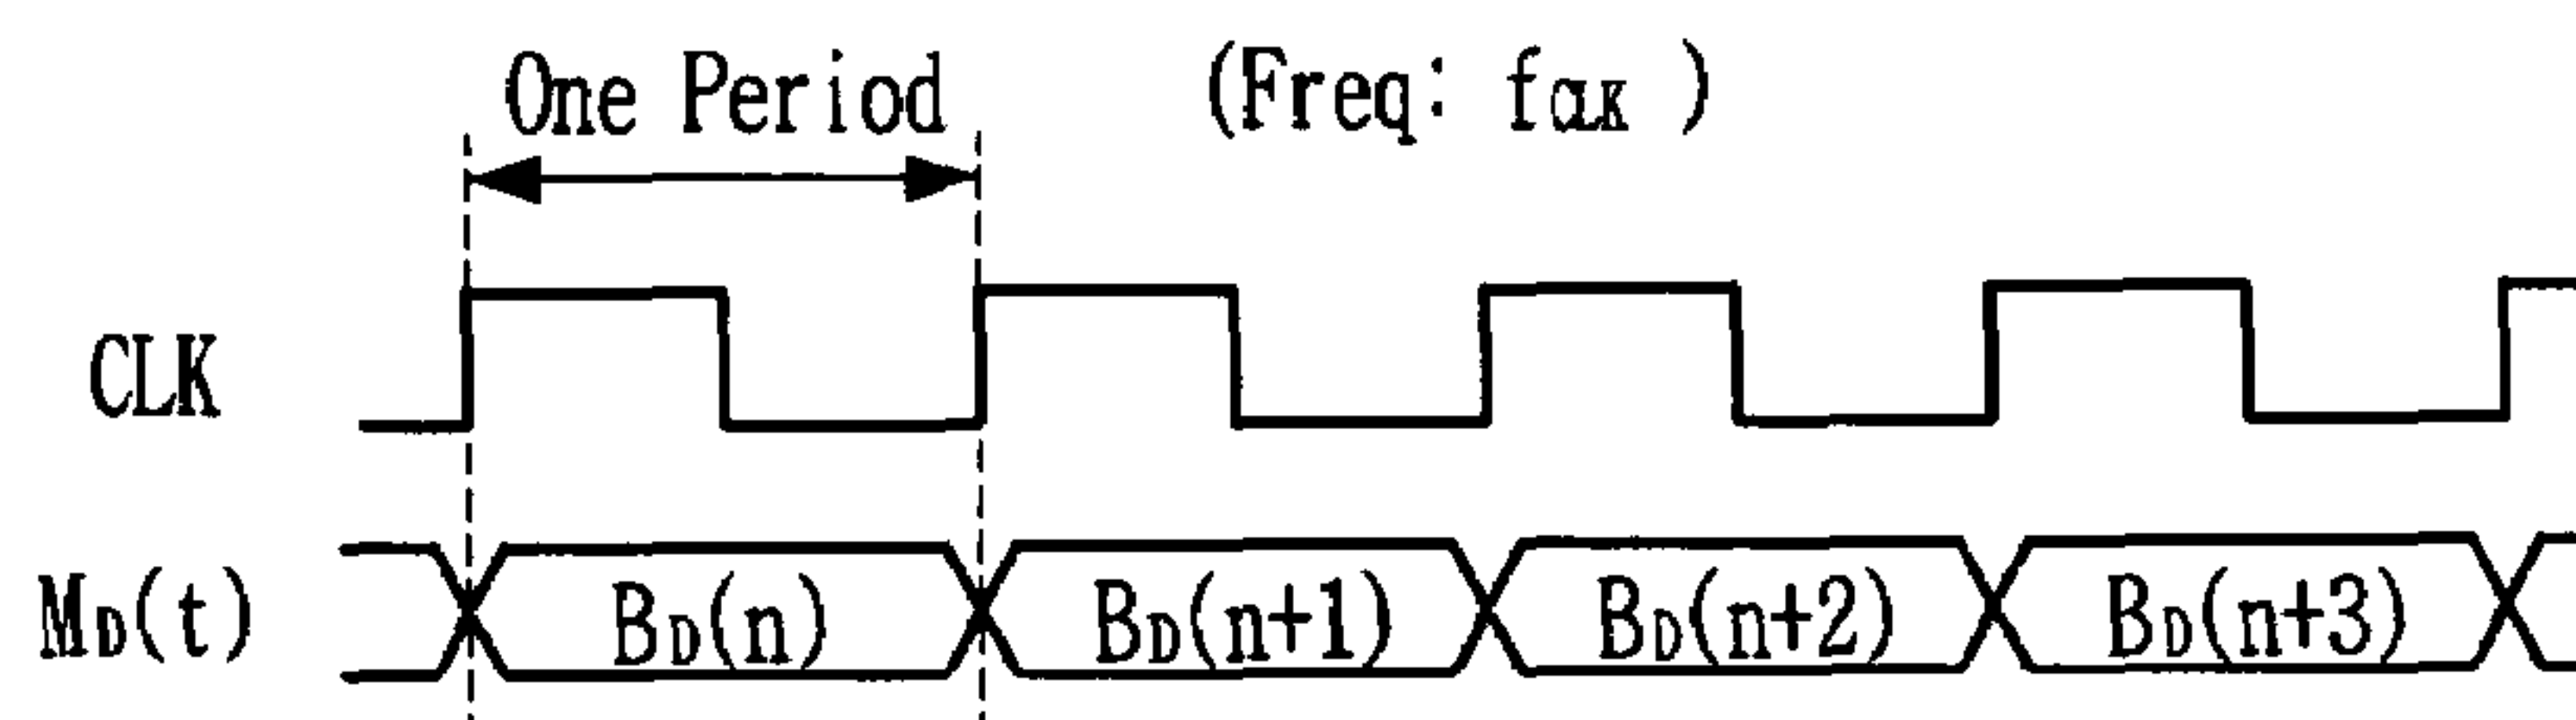 One Period (Freq: fCLK )
CLK
MD(t) BD(n) BD(n+1) BD(n+2) BD(n+3)